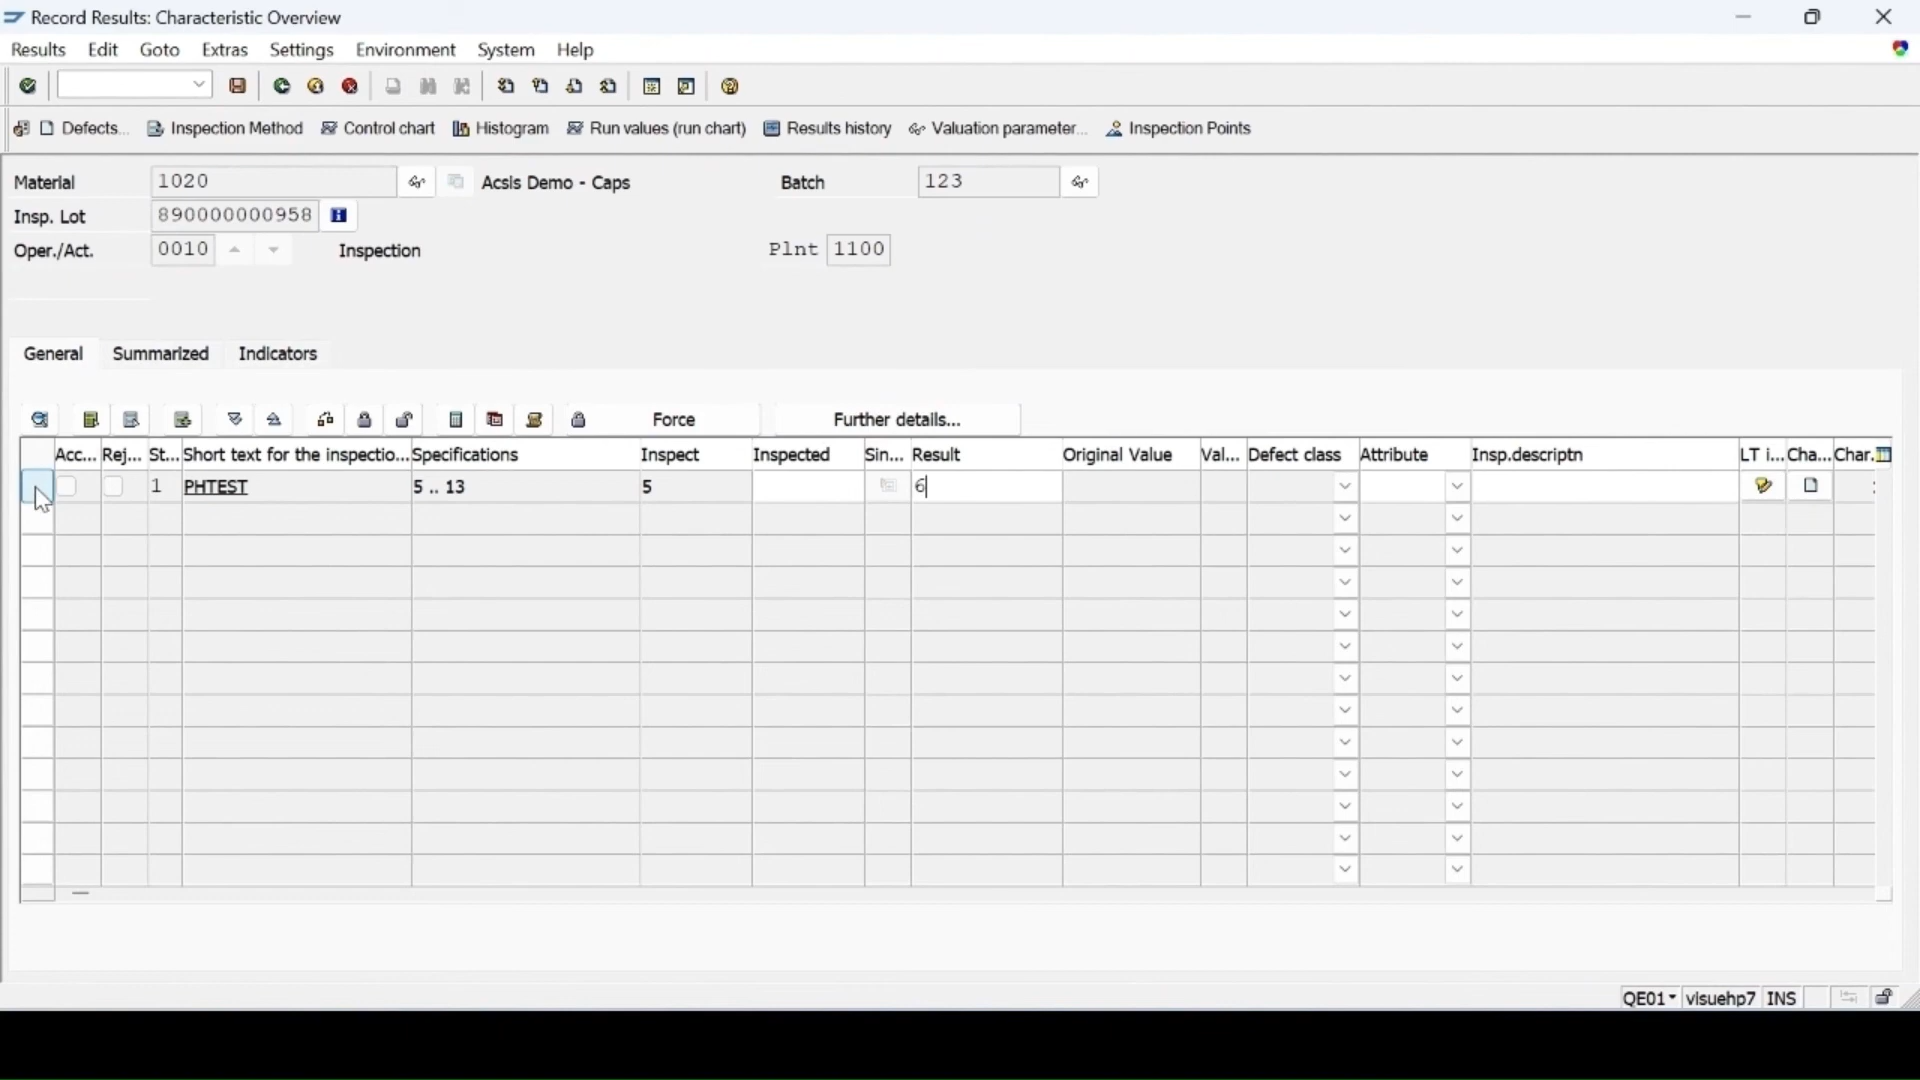 Record Results: Characteristic Overview
Results Edit Goto Extras Settings Environment System Help
Defects... Inspection Method Control chart Histogram Run values (run chart) Results history Valuation parameter... Inspection Points
Material 1020 Acsis Demo - Caps Batch 123
Insp. Lot 890000000958
Oper./Act. 0010 Inspection Plnt 1100
General Summarized Indicators
Force Further details...
Acc... Rej... St... Short text for the inspectio... Specifications Inspect Inspected Sin... Result Original Value Val... Defect class Attribute Insp.descriptn LT i... Cha... Char.
1 PHTEST 5 .. 13 5 6
QE01 visuehp7 INS